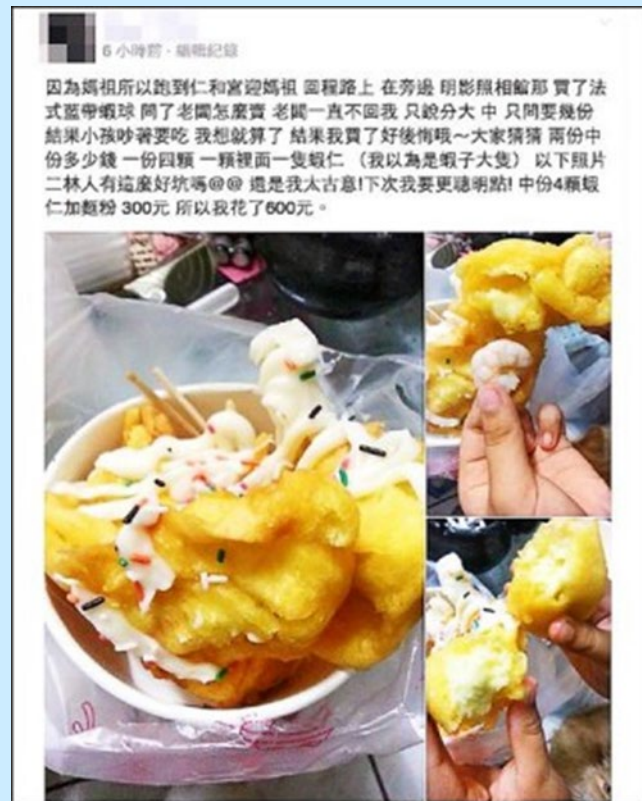 6 小時前 · 編輯紀錄
因為媽祖所以跑到仁和宮迎媽祖 回程路上 在旁邊 明影照相館那 買了法
式藍帶蝦球 問了老闆怎麼賣 老闆一直不回我 只說分大 中 只問要幾份
結果小孩吵著要吃 我想就算了 結果我買了好後悔哦~大家猜猜 兩份中
份多少錢 一份四顆 一顆裡面一隻蝦仁 （我以為是蝦子大隻） 以下照片
二林人有這麼好坑嗎@@ 還是我太古意!下次我要更聰明點! 中份4顆蝦
仁加麵粉 300元 所以我花了600元。